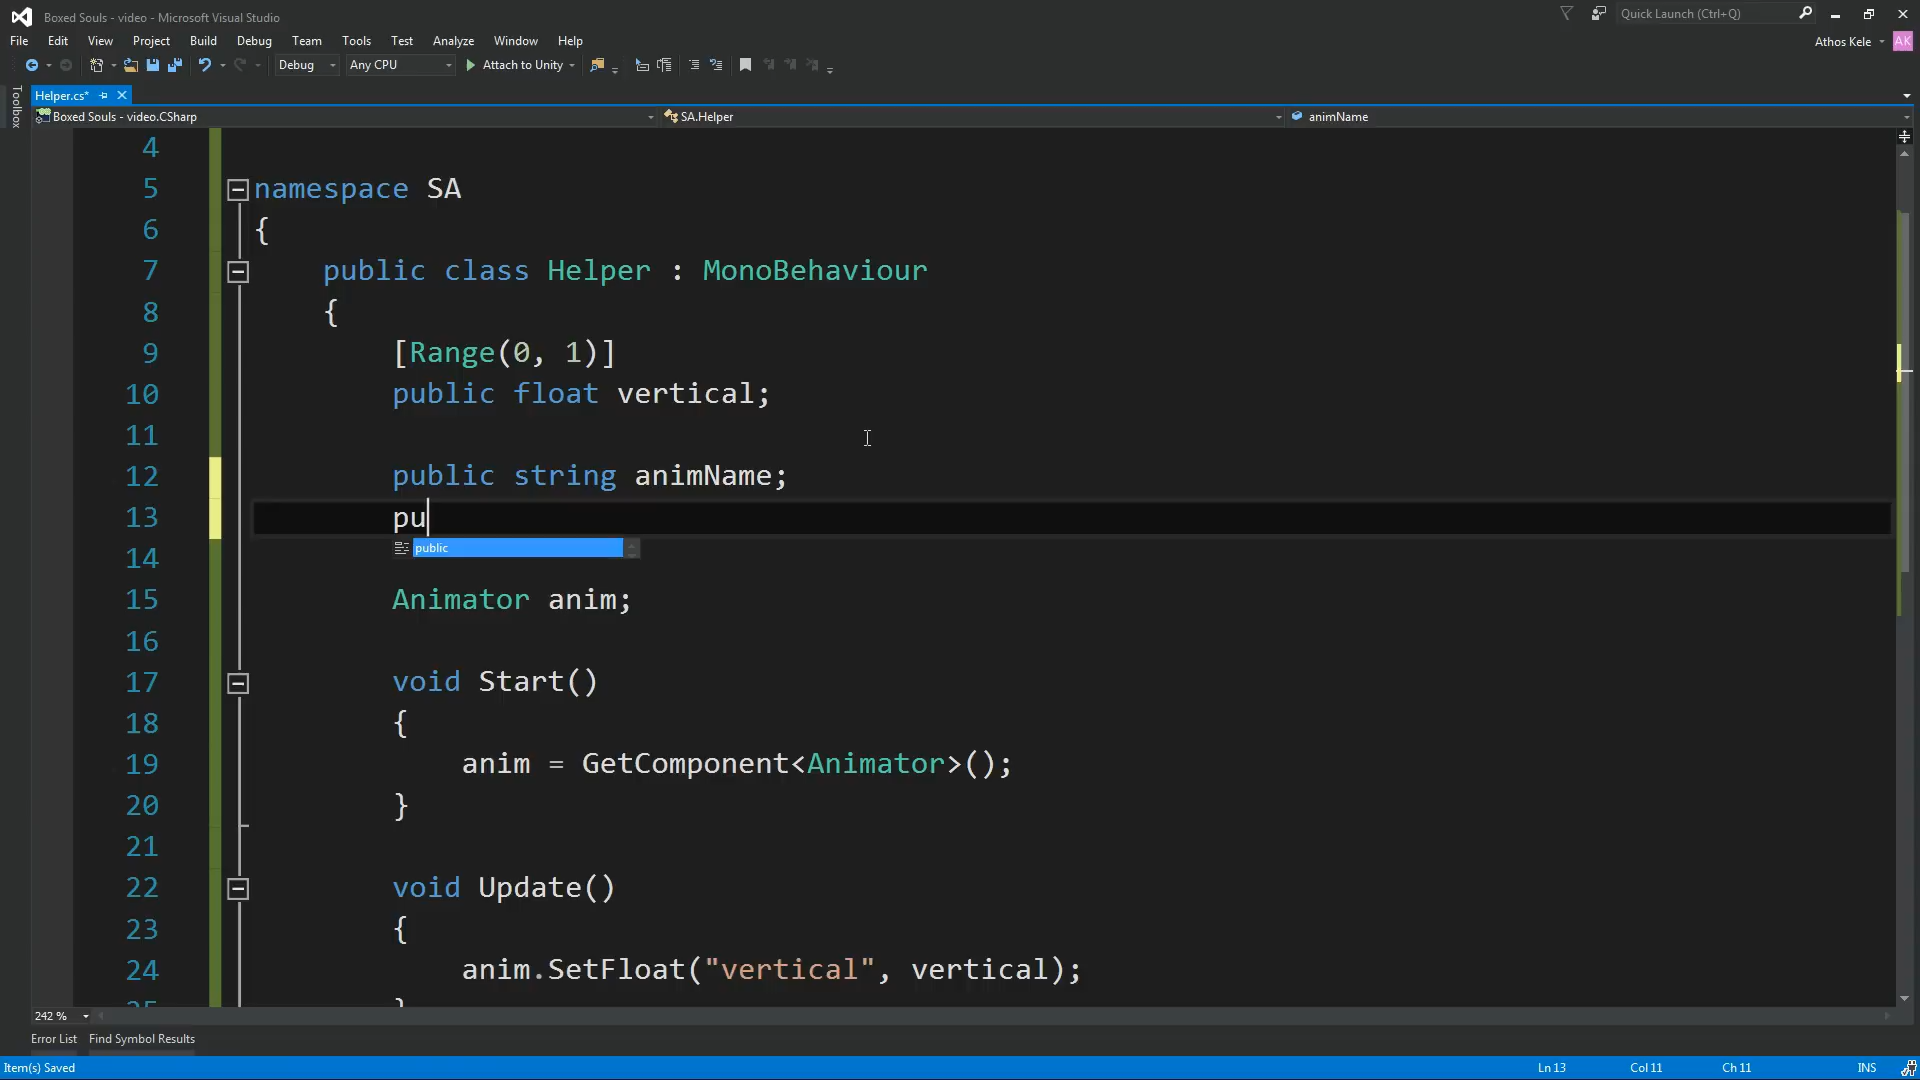 Boxed Souls - video - Microsoft Visual Studio
Quick Launch (Ctrl+Q)
File Edit View Project Build Debug Team Tools Test Analyze Window Help
Athos Kele AK
Debug Any CPU Attach to Unity
Toolbox
Helper.cs*
Boxed Souls - video.CSharp SA.Helper animName
4
5 namespace SA
6 {
7 public class Helper : MonoBehaviour
8 {
9 [Range(0, 1)]
10 public float vertical;
11
12 public string animName;
13 pu
public
14
15 Animator anim;
16
17 void Start()
18 {
19 anim = GetComponent<Animator>();
20 }
21
22 void Update()
23 {
24 anim.SetFloat("vertical", vertical);
25 }
242 %
Error List Find Symbol Results
Item(s) Saved Ln 13 Col 11 Ch 11 INS